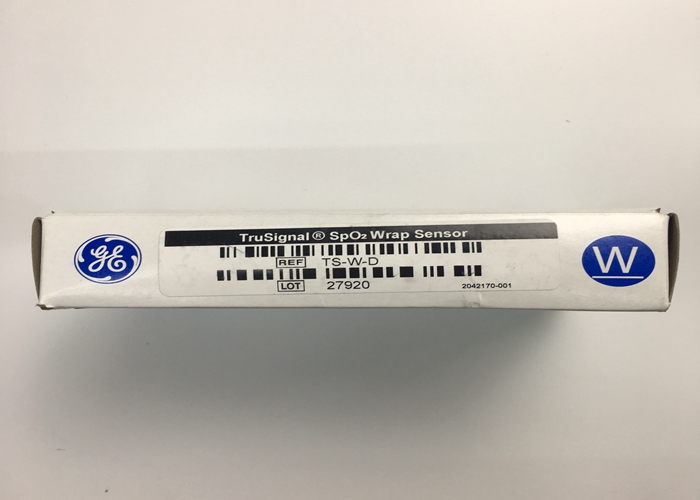 GE
TruSignal® SpO₂ Wrap Sensor
REF TS-W-D
LOT 27920
2042170-001
W